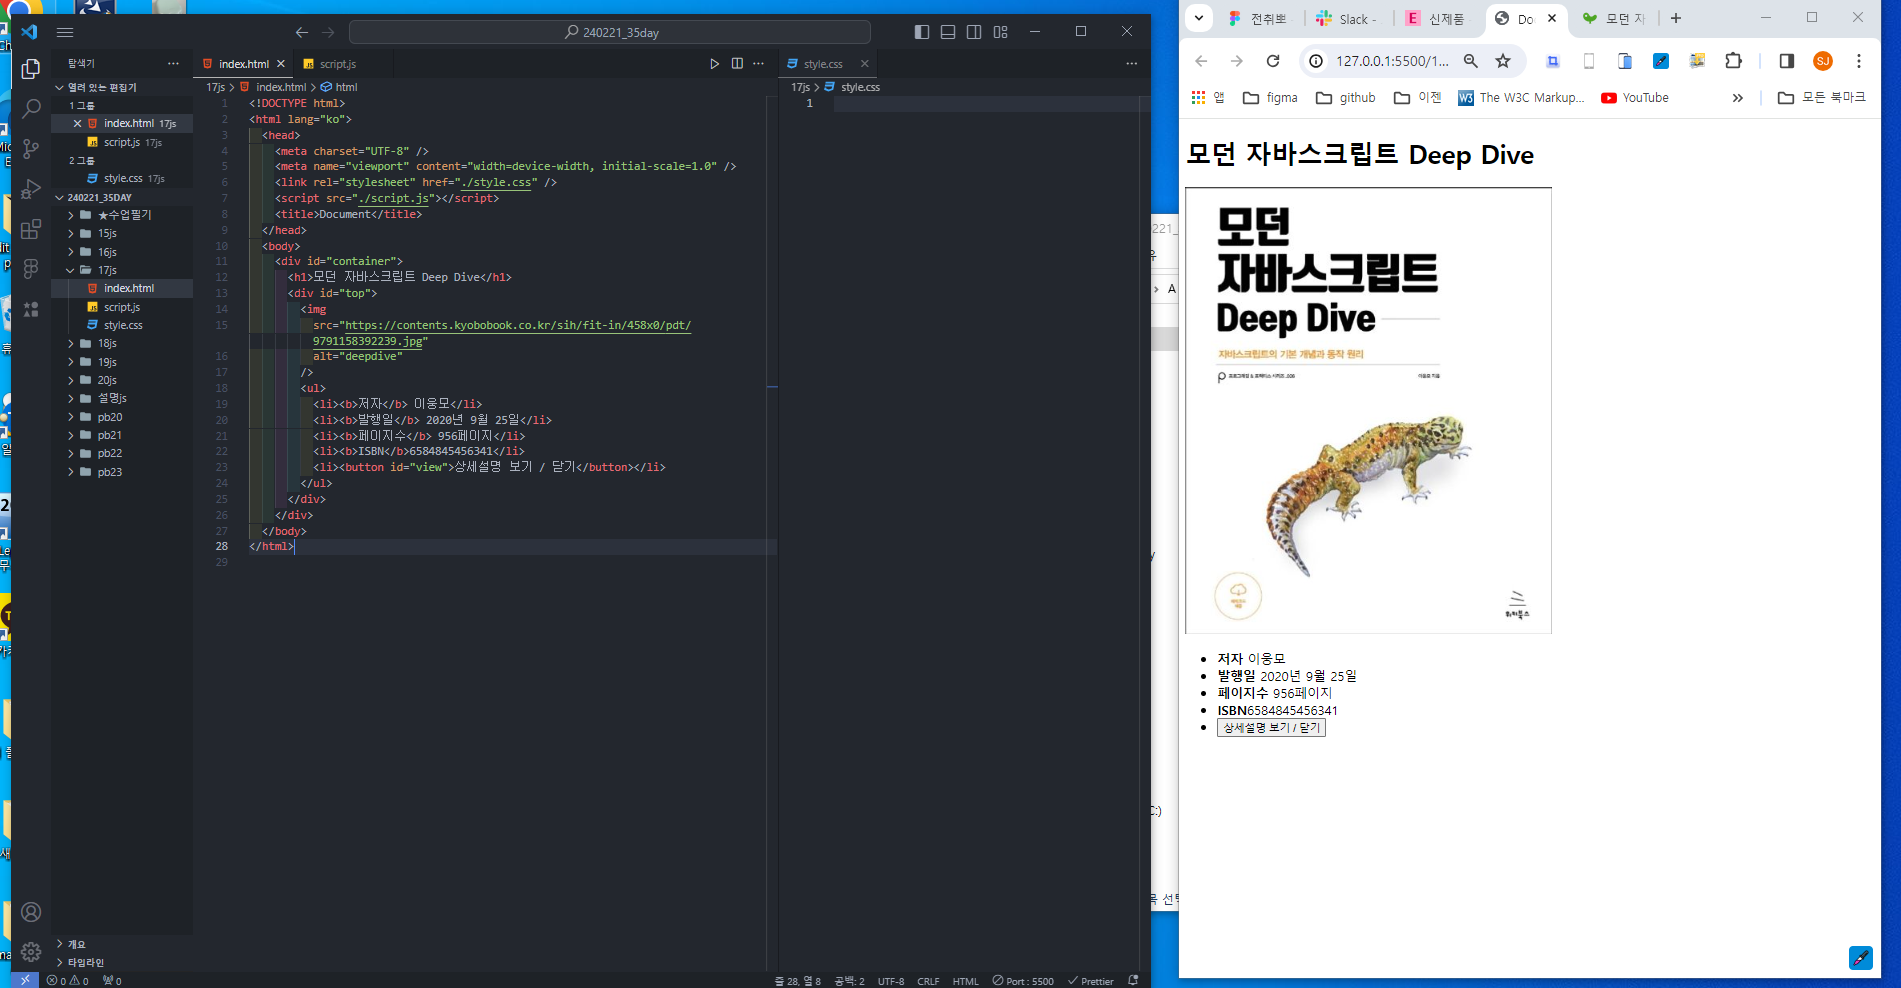 240221_35day
탐색기
열려 있는 편집기
1 그룹
index.html 17js
script.js 17js
2 그룹
style.css 17js
240221_35DAY
★수업필기
15js
16js
17js
index.html
script.js
style.css
18js
19js
20js
설명js
pb20
pb21
pb22
pb23
개요
타임라인
index.html
script.js
17js > index.html > html
1 <!DOCTYPE html>
2 <html lang="ko">
3 <head>
4 <meta charset="UTF-8" />
5 <meta name="viewport" content="width=device-width, initial-scale=1.0" />
6 <link rel="stylesheet" href="./style.css" />
7 <script src="./script.js"></script>
8 <title>Document</title>
9 </head>
10 <body>
11 <div id="container">
12 <h1>모던 자바스크립트 Deep Dive</h1>
13 <div id="top">
14 <img
15 src="https://contents.kyobobook.co.kr/sih/fit-in/458x0/pdt/
9791158392239.jpg"
16 alt="deepdive"
17 />
18 <ul>
19 <li><b>저자</b> 이웅모</li>
20 <li><b>발행일</b> 2020년 9월 25일</li>
21 <li><b>페이지수</b> 956페이지</li>
22 <li><b>ISBN</b>6584845456341</li>
23 <li><button id="view">상세설명 보기 / 닫기</button></li>
24 </ul>
25 </div>
26 </div>
27 </body>
28 </html>
29
style.css
17js > style.css
1
0 0 0
줄 28, 열 8 공백: 2 UTF-8 CRLF HTML Port : 5500 Prettier
221_
A
C:)
전취뽀
Slack -
신제품
Do
모던 자
127.0.0.1:5500/1...
SJ
앱 figma github 이젠 The W3C Markup... YouTube » 모든 북마크
모던 자바스크립트 Deep Dive
모던
자바스크립트
Deep Dive
자바스크립트의 기본 개념과 동작 원리
이웅모 지음
위키북스
저자 이웅모
발행일 2020년 9월 25일
페이지수 956페이지
ISBN6584845456341
상세설명 보기 / 닫기